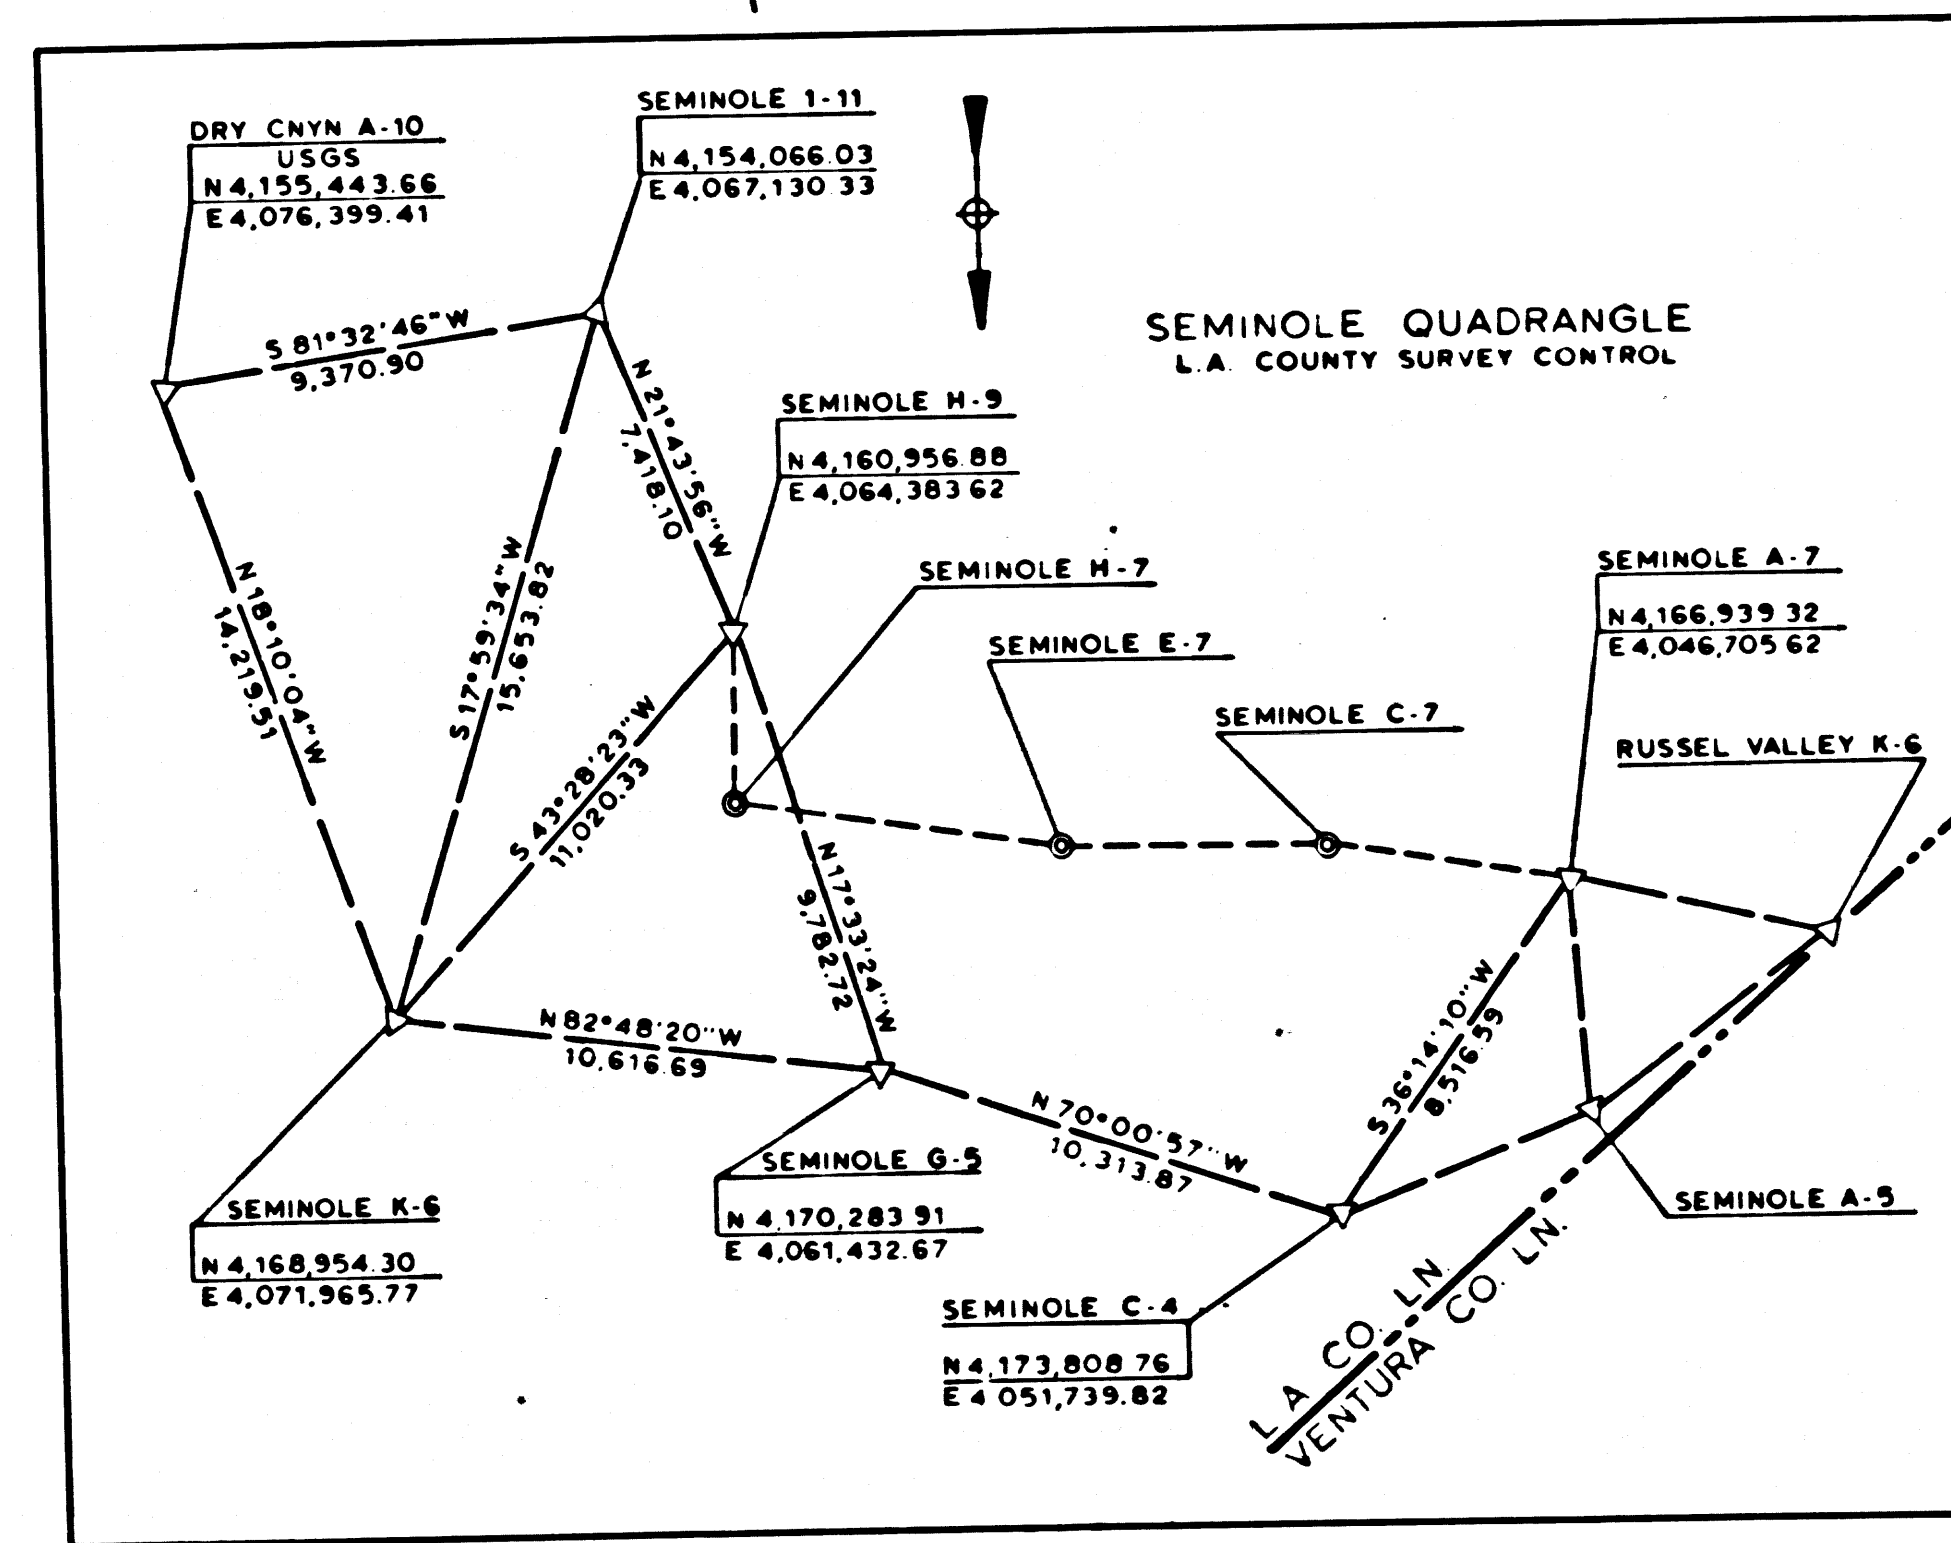 DRY CNYN A-10
USGS
N 4,155,443.66
E 4,076,399.41
SEMINOLE 1-11
N 4,154,066.03
E 4,067,130.33
SEMINOLE QUADRANGLE
L.A. COUNTY SURVEY CONTROL
S 81°32'46"W
9,370.90
N 21°43'56"W
7,418.10
SEMINOLE H-9
N 4,160,956.88
E 4,064,383 62
SEMINOLE H-7
SEMINOLE E-7
SEMINOLE C-7
SEMINOLE A-7
N 4,166,939 32
E 4,046,705 62
RUSSEL VALLEY K-6
N 18°10'04"W
14,219.51
S 17°59'34"W
15,653.82
S 43°28'23"W
11,020.33
N 17°33'24"W
9,782.72
N 82°48'20"W
10,616.69
N 70°00'57"W
10,313.87
S 36°14'10"W
8,516.59
SEMINOLE K-6
N 4,168,954.30
E 4,071,965.77
SEMINOLE G-5
N 4,170,283 91
E 4,061,432.67
SEMINOLE C-4
N 4,173,808 76
E 4 051,739.82
SEMINOLE A-5
L A CO. LN.
VENTURA CO. LN.